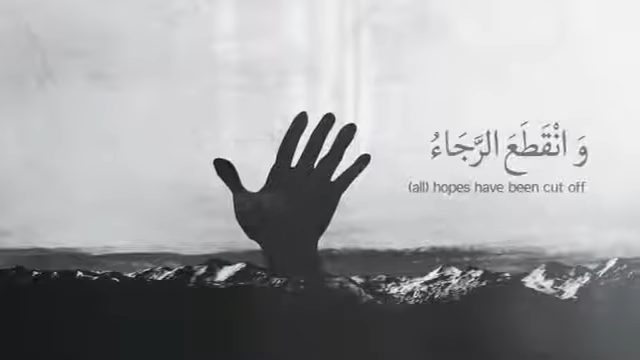 وَ انْقَطَعَ الرَّجَاءُ
(all) hopes have been cut off